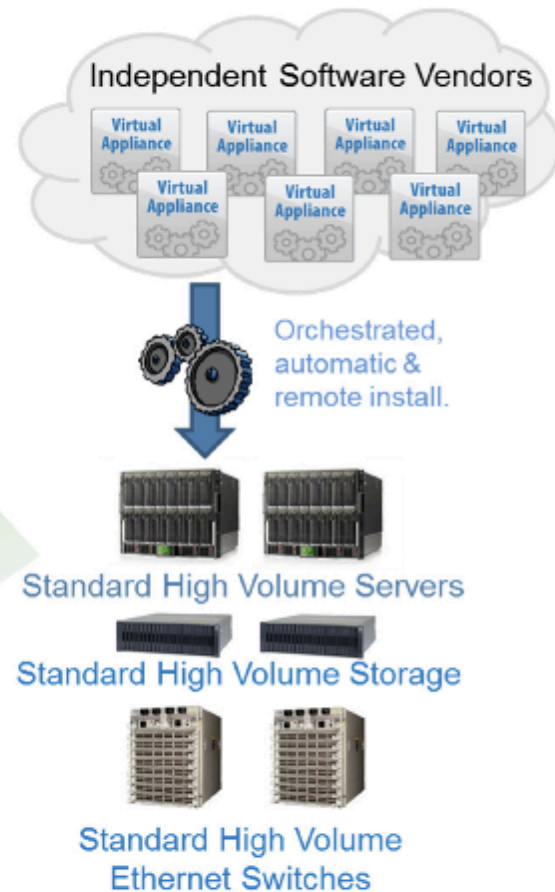 Independent Software Vendors
Virtual
Appliance
Virtual
Appliance
Virtual
Appliance
Virtual
Appliance
Virtual
Appliance
Virtual
Appliance
Virtual
Appliance
Orchestrated,
automatic &
remote install.
Standard High Volume Servers
Standard High Volume Storage
Standard High Volume
Ethernet Switches